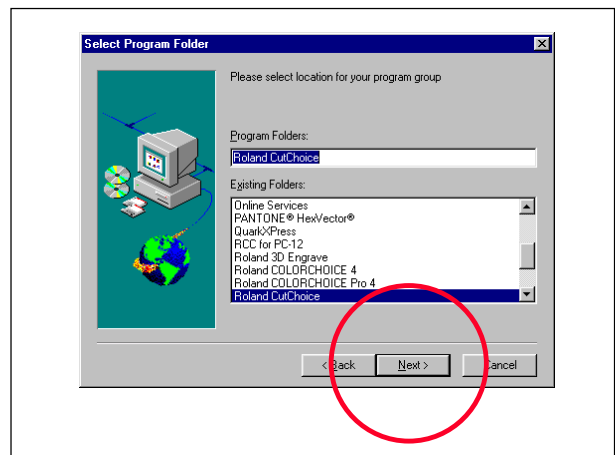 Select Program Folder
Please select location for your program group
Program Folders:
Roland CutChoice
Existing Folders:
Online Services
PANTONE® HexVector®
QuarkXPress
RCC for PC-12
Roland 3D Engrave
Roland COLORCHOICE 4
Roland COLORCHOICE Pro 4
Roland CutChoice
< Back Next > Cancel